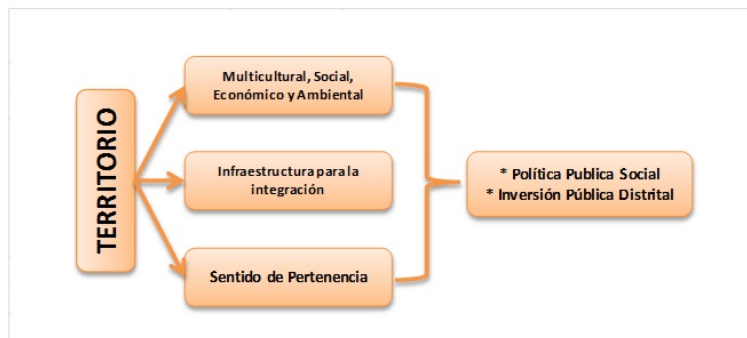 TERRITORIO
Multicultural, Social,
Económico y Ambiental
Infraestructura para la
integración
Sentido de Pertenencia
* Política Publica Social
* Inversión Pública Distrital